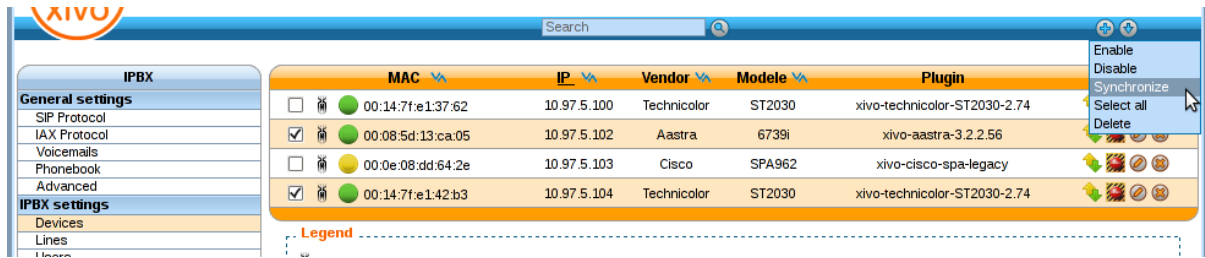 XIVO
Search
Enable
Disable
Synchronize
Select all
Delete
IPBX
General settings
SIP Protocol
IAX Protocol
Voicemails
Phonebook
Advanced
IPBX settings
Devices
Lines
Users
MAC IP Vendor Modele Plugin
00:14:7f:e1:37:62 10.97.5.100 Technicolor ST2030 xivo-technicolor-ST2030-2.74
00:08:5d:13:ca:05 10.97.5.102 Aastra 6739i xivo-aastra-3.2.2.56
00:0e:08:dd:64:2e 10.97.5.103 Cisco SPA962 xivo-cisco-spa-legacy
00:14:7f:e1:42:b3 10.97.5.104 Technicolor ST2030 xivo-technicolor-ST2030-2.74
Legend